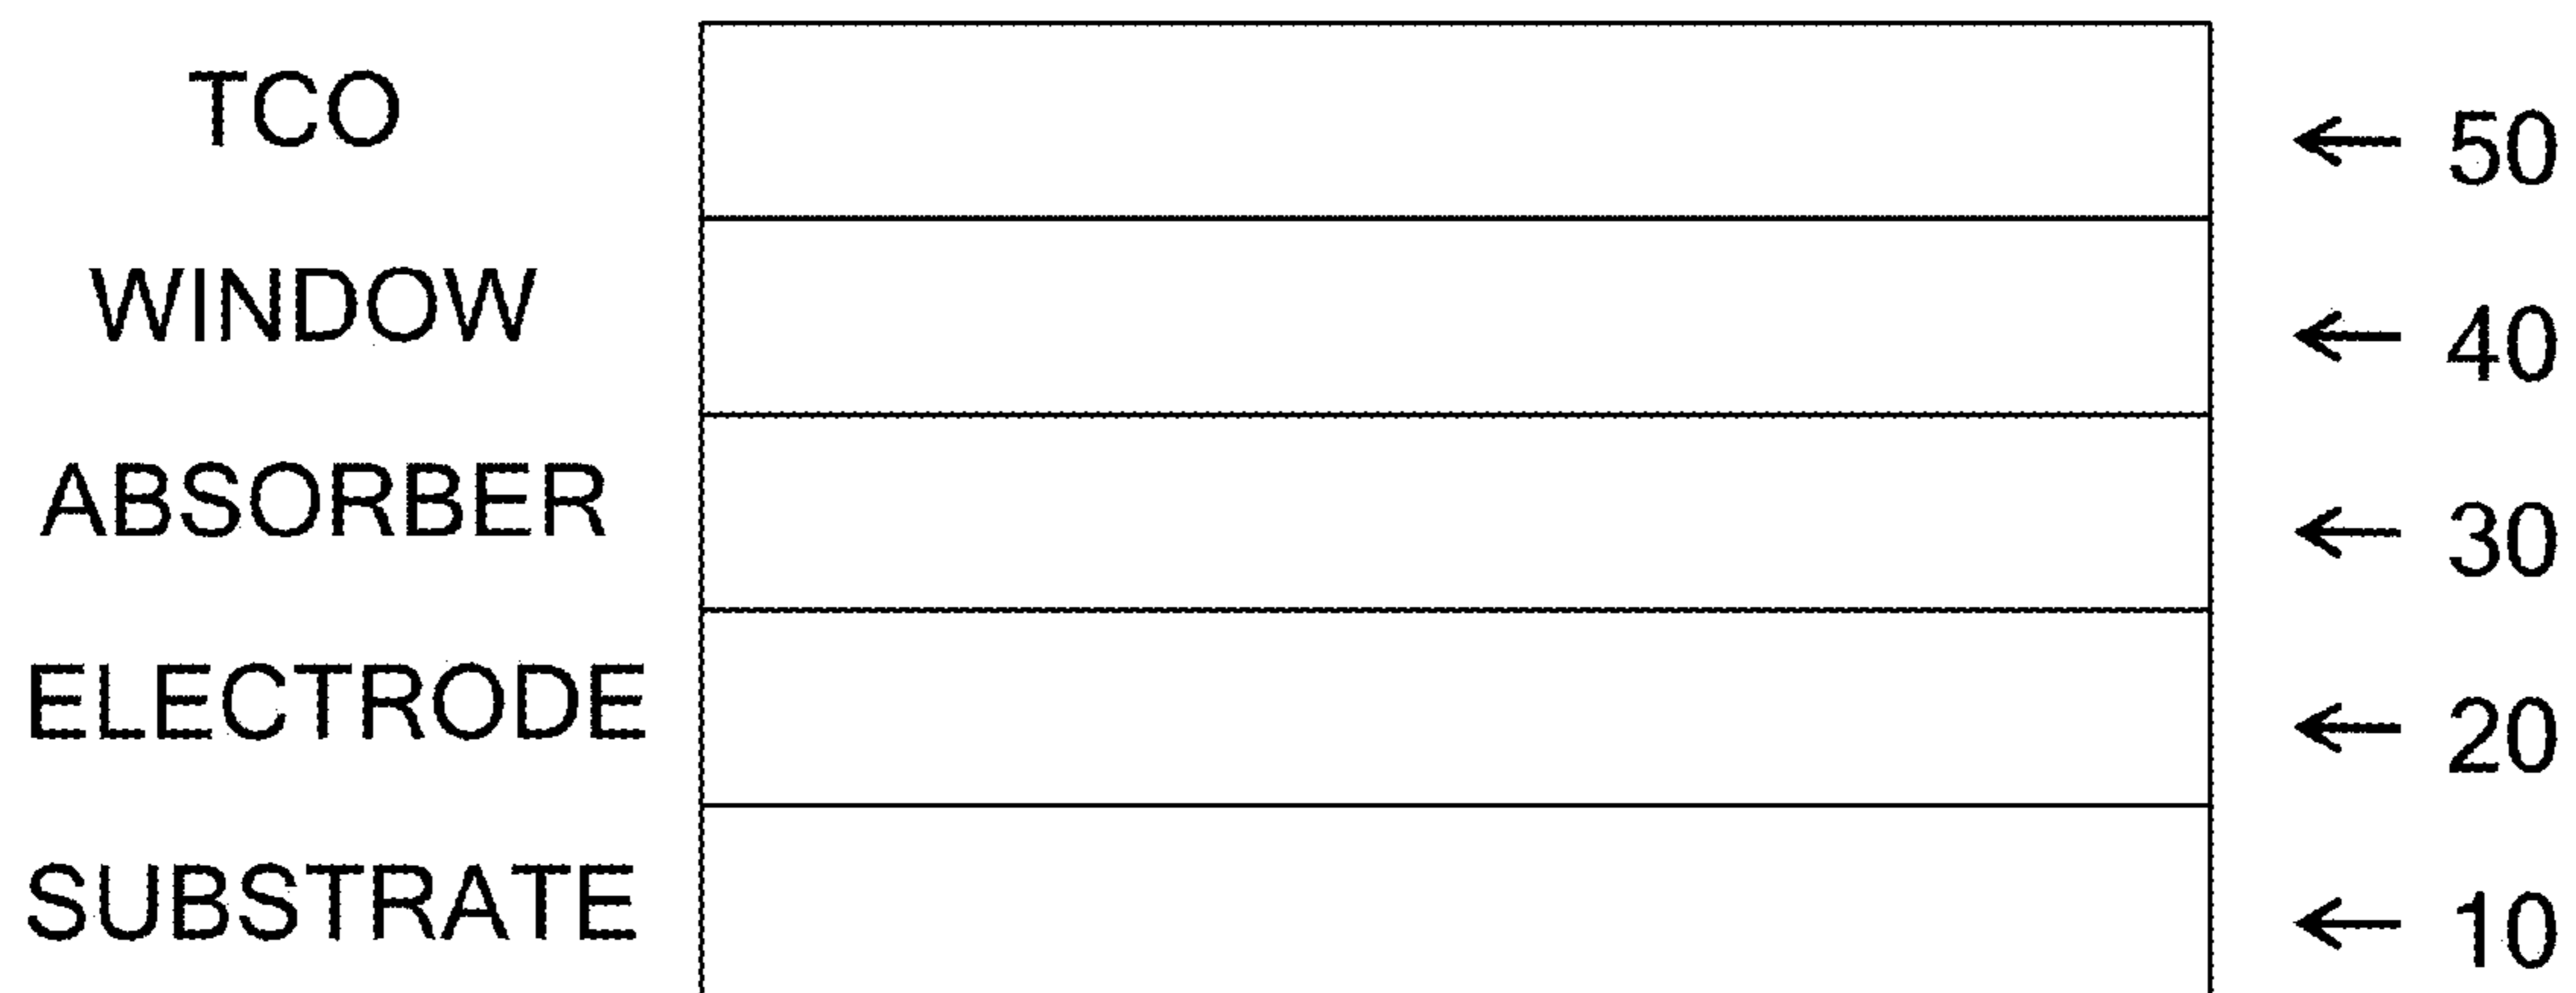 TCO ← 50
WINDOW ← 40
ABSORBER ← 30
ELECTRODE ← 20
SUBSTRATE ← 10